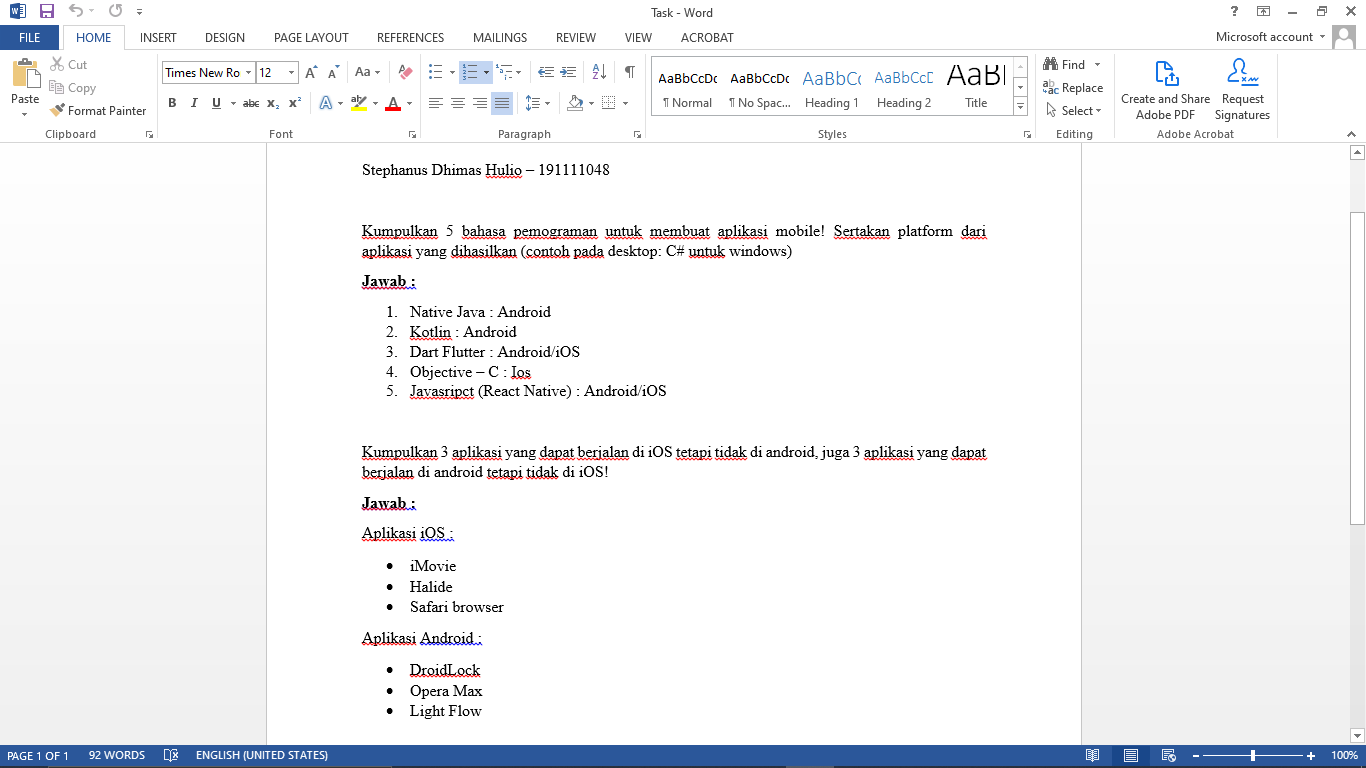 Task - Word
FILE
HOME
INSERT
DESIGN
PAGE LAYOUT
REFERENCES
MAILINGS
REVIEW
VIEW
ACROBAT
Microsoft account
Paste
Cut
Copy
Format Painter
Clipboard
Times New Ro
12
Font
Paragraph
AaBbCcDc
¶ Normal
AaBbCcDc
¶ No Spac...
AaBbCc
Heading 1
AaBbCcD
Heading 2
AaBl
Title
Styles
Find
Replace
Select
Editing
Create and Share
Adobe PDF
Request
Signatures
Adobe Acrobat
Stephanus Dhimas Hulio – 191111048
Kumpulkan 5 bahasa pemograman untuk membuat aplikasi mobile! Sertakan platform dari
aplikasi yang dihasilkan (contoh pada desktop: C# untuk windows)
Jawab :
1. Native Java : Android
2. Kotlin : Android
3. Dart Flutter : Android/iOS
4. Objective – C : Ios
5. Javasripct (React Native) : Android/iOS
Kumpulkan 3 aplikasi yang dapat berjalan di iOS tetapi tidak di android, juga 3 aplikasi yang dapat
berjalan di android tetapi tidak di iOS!
Jawab :
Aplikasi iOS :
• iMovie
• Halide
• Safari browser
Aplikasi Android :
• DroidLock
• Opera Max
• Light Flow
PAGE 1 OF 1
92 WORDS
ENGLISH (UNITED STATES)
100%